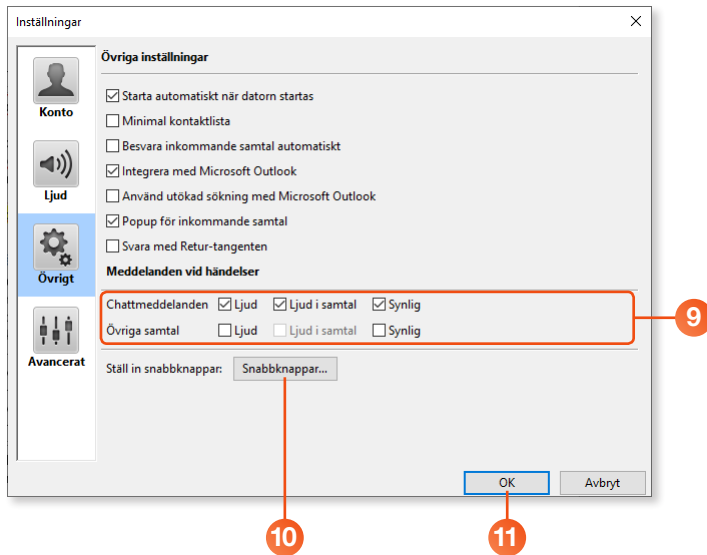 Inställningar
Övriga inställningar
Konto
Ljud
Övrigt
Avancerat
Starta automatiskt när datorn startas
Minimal kontaktlista
Besvara inkommande samtal automatiskt
Integrera med Microsoft Outlook
Använd utökad sökning med Microsoft Outlook
Popup för inkommande samtal
Svara med Retur-tangenten
Meddelanden vid händelser
Chattmeddelanden Ljud Ljud i samtal Synlig
Övriga samtal Ljud Ljud i samtal Synlig
9
Ställ in snabbknappar: Snabbknappar...
OK Avbryt
10 11